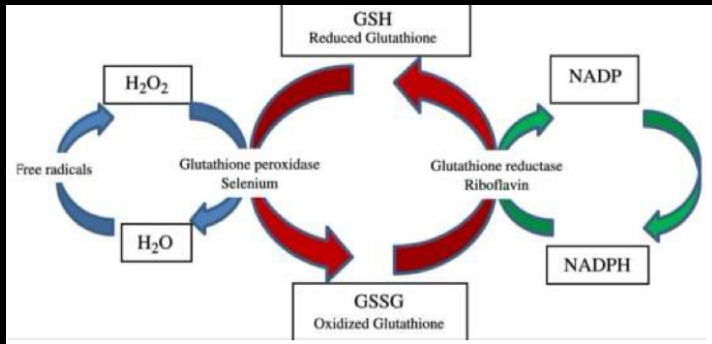 GSH
Reduced Glutathione
H₂O₂
NADP
Free radicals
Glutathione peroxidase
Selenium
Glutathione reductase
Riboflavin
H₂O
NADPH
GSSG
Oxidized Glutathione